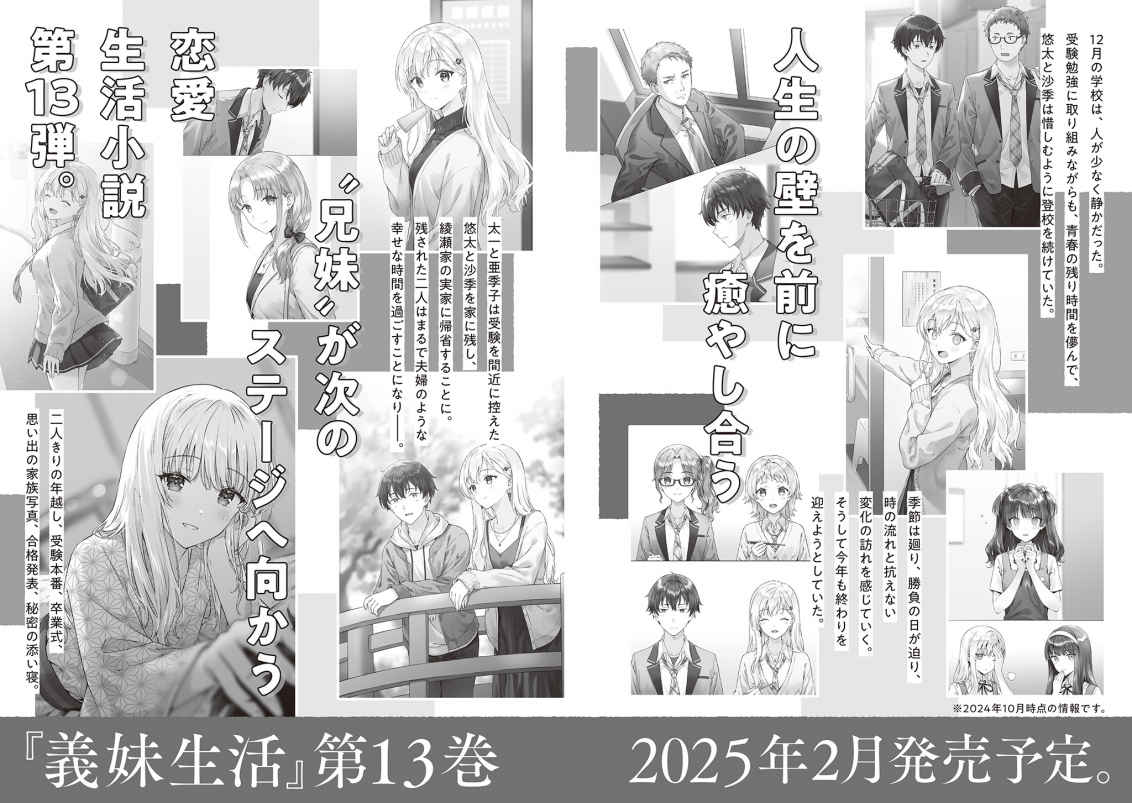 12月の学校は、人が少なく静かだった。
受験勉強に取り組みながらも、青春の残り時間を儚んで、
悠太と沙季は惜しむように登校を続けていた。
人生の壁を前に
癒やし合う
季節は廻り、勝負の日が迫り、
時の流れと抗えない
変化の訪れを感じていく。
そうして今年も終わりを
迎えようとしていた。
太一と亜季子は受験を間近に控えた
悠太と沙季を家に残し、
綾瀬家の実家に帰省することに。
残された二人はまるで夫婦のような
幸せな時間を過ごすことになり――。
〝兄妹〟が次の
ステージへ向かう
二人きりの年越し、受験本番、卒業式、
思い出の家族写真、合格発表、秘密の添い寝。
恋愛
生活小説
第13弾。
※2024年10月時点の情報です。
『義妹生活』第13巻
2025年2月発売予定。